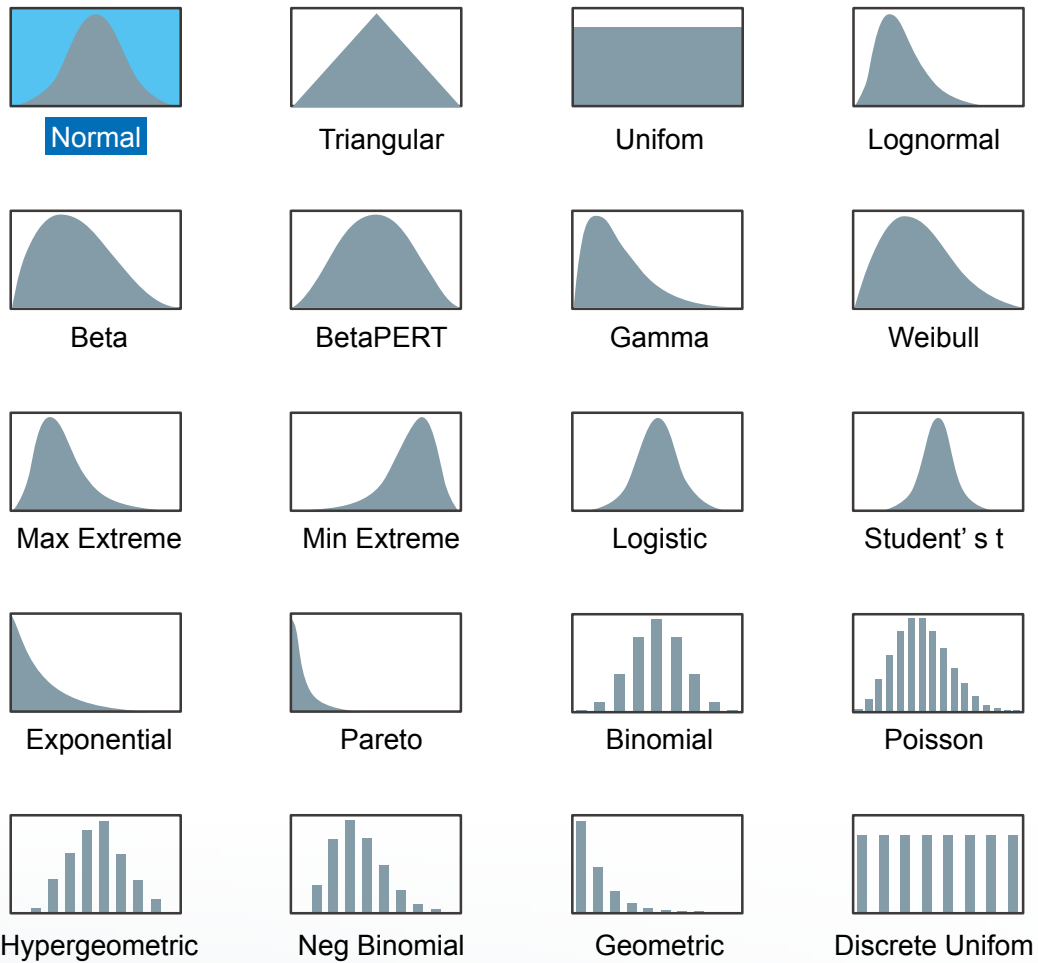 Normal
Triangular
Unifom
Lognormal
Beta
BetaPERT
Gamma
Weibull
Max Extreme
Min Extreme
Logistic
Student’ s t
Exponential
Pareto
Binomial
Poisson
Hypergeometric
Neg Binomial
Geometric
Discrete Unifom